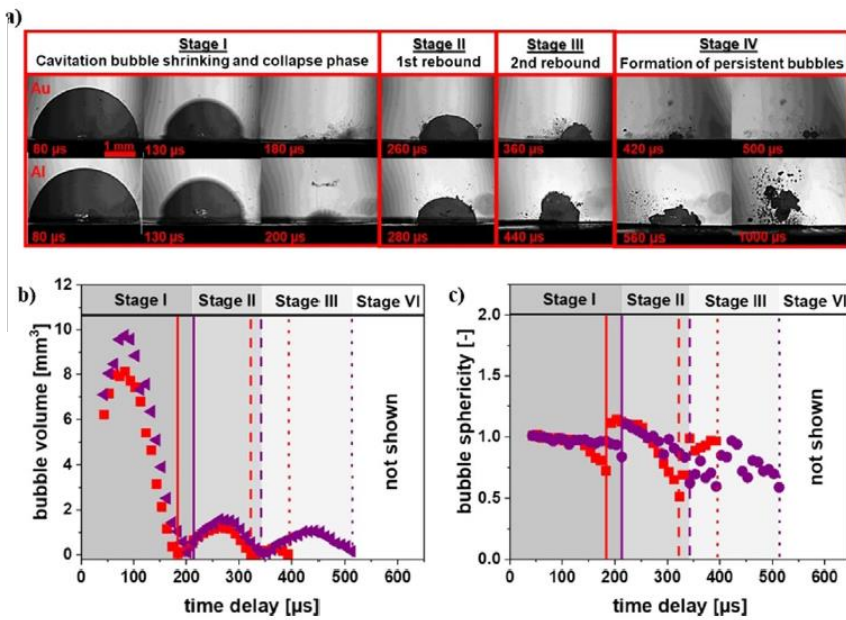 a)
Stage I
Cavitation bubble shrinking and collapse phase
Stage II
1st rebound
Stage III
2nd rebound
Stage IV
Formation of persistent bubbles
Au
80 µs
1 mm
130 µs
180 µs
260 µs
360 µs
420 µs
500 µs
Al
80 µs
130 µs
200 µs
280 µs
440 µs
560 µs
1000 µs
b)
Stage I
Stage II
Stage III
Stage VI
bubble volume [mm³]
12
10
8
6
4
2
0
not shown
0
100
200
300
400
500
600
time delay [µs]
c)
Stage I
Stage II
Stage III
Stage VI
bubble sphericity [-]
2.0
1.5
1.0
0.5
0.0
not shown
0
100
200
300
400
500
600
time delay [µs]